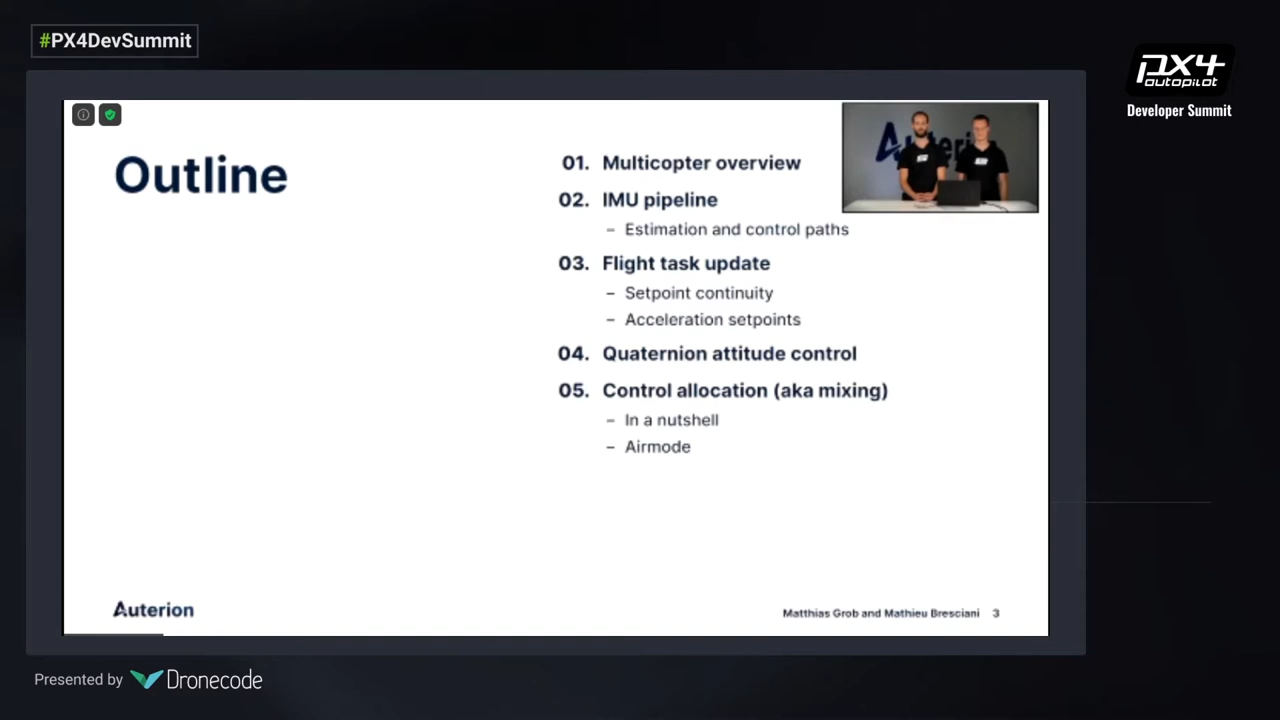 #PX4DevSummit
px4
autopilot
Developer Summit
Outline
01. Multicopter overview
02. IMU pipeline
– Estimation and control paths
03. Flight task update
– Setpoint continuity
– Acceleration setpoints
04. Quaternion attitude control
05. Control allocation (aka mixing)
– In a nutshell
– Airmode
Auterion
Auterion
Matthias Grob and Mathieu Bresciani 3
Presented by Dronecode